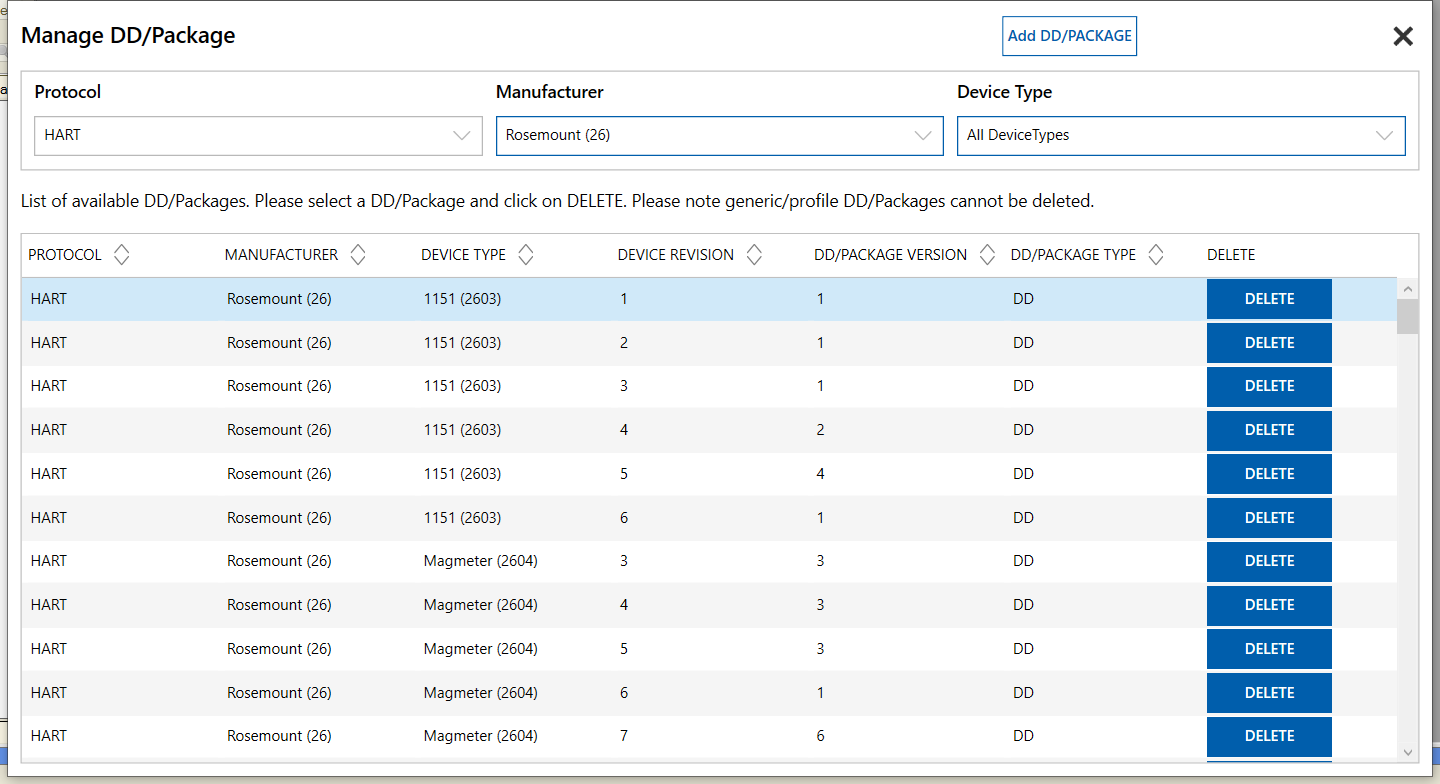 Manage DD/Package
Add DD/PACKAGE
Protocol Manufacturer Device Type
HART Rosemount (26) All DeviceTypes
List of available DD/Packages. Please select a DD/Package and click on DELETE. Please note generic/profile DD/Packages cannot be deleted.
PROTOCOL MANUFACTURER DEVICE TYPE DEVICE REVISION DD/PACKAGE VERSION DD/PACKAGE TYPE DELETE
HART Rosemount (26) 1151 (2603) 1 1 DD DELETE
HART Rosemount (26) 1151 (2603) 2 1 DD DELETE
HART Rosemount (26) 1151 (2603) 3 1 DD DELETE
HART Rosemount (26) 1151 (2603) 4 2 DD DELETE
HART Rosemount (26) 1151 (2603) 5 4 DD DELETE
HART Rosemount (26) 1151 (2603) 6 1 DD DELETE
HART Rosemount (26) Magmeter (2604) 3 3 DD DELETE
HART Rosemount (26) Magmeter (2604) 4 3 DD DELETE
HART Rosemount (26) Magmeter (2604) 5 3 DD DELETE
HART Rosemount (26) Magmeter (2604) 6 1 DD DELETE
HART Rosemount (26) Magmeter (2604) 7 6 DD DELETE